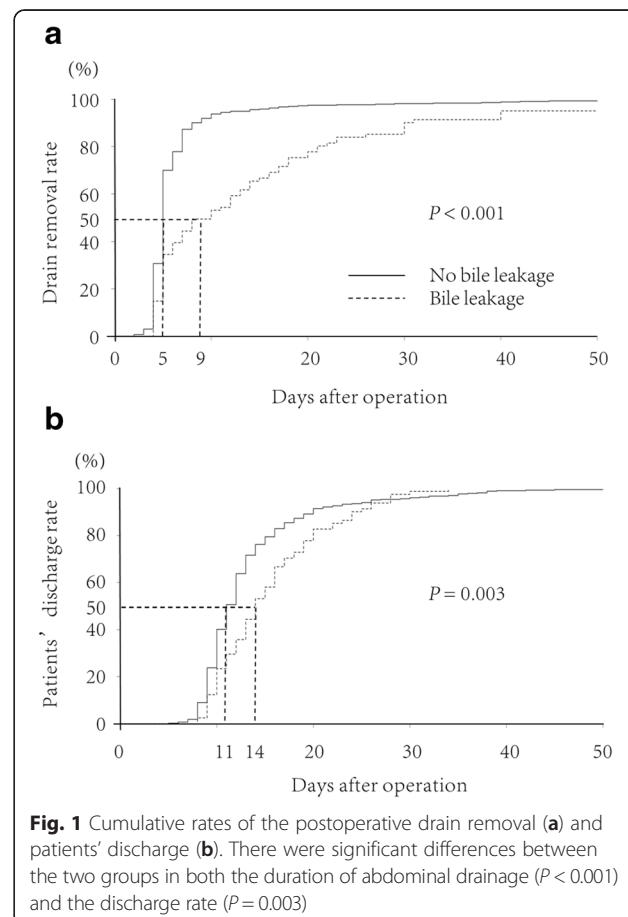 a
(%)
100
80
60
50
40
20
0
Drain removal rate
P < 0.001
No bile leakage
Bile leakage
0 5 9 20 30 40 50
Days after operation
b
(%)
100
80
60
50
40
20
0
Patients' discharge rate
P = 0.003
0 11 14 20 30 40 50
Days after operation
Fig. 1 Cumulative rates of the postoperative drain removal (a) and
patients' discharge (b). There were significant differences between
the two groups in both the duration of abdominal drainage (P < 0.001)
and the discharge rate (P = 0.003)